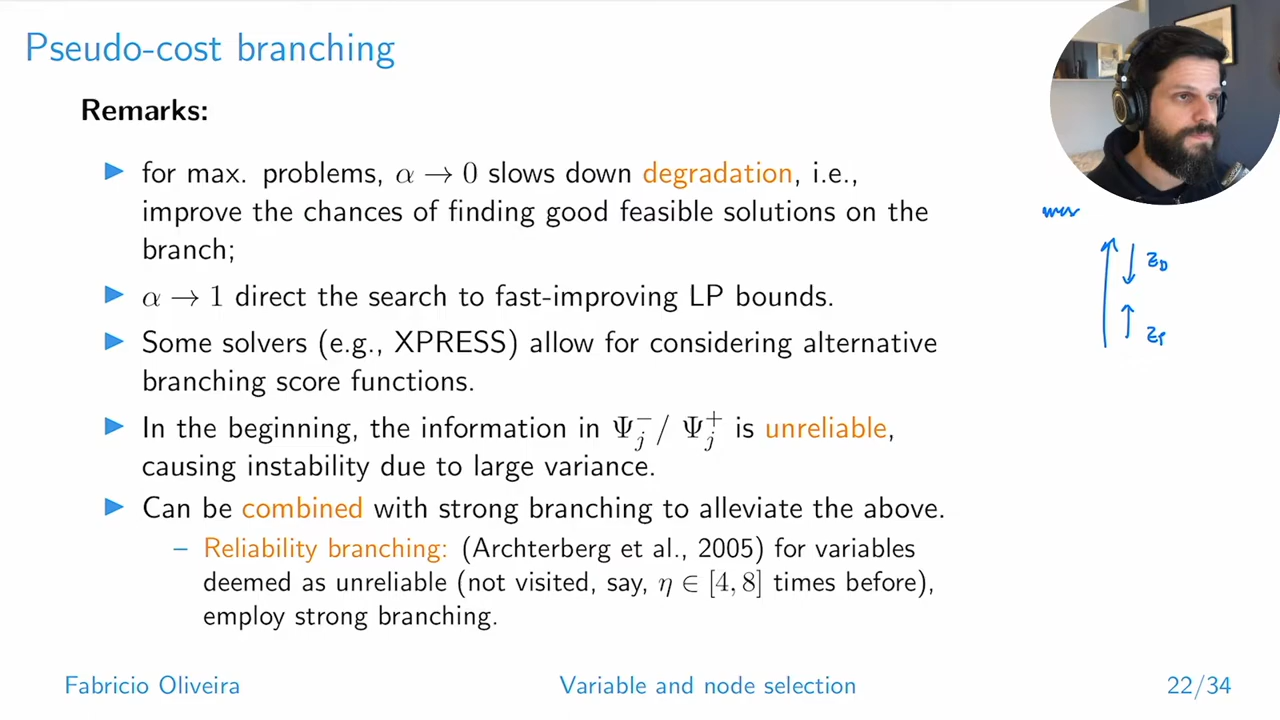 Pseudo-cost branching
Remarks:
▶ for max. problems, α → 0 slows down degradation, i.e.,
improve the chances of finding good feasible solutions on the
branch;
▶ α → 1 direct the search to fast-improving LP bounds.
▶ Some solvers (e.g., XPRESS) allow for considering alternative
branching score functions.
▶ In the beginning, the information in Ψ_j^- / Ψ_j^+ is unreliable,
causing instability due to large variance.
▶ Can be combined with strong branching to alleviate the above.
– Reliability branching: (Archterberg et al., 2005) for variables
deemed as unreliable (not visited, say, η ∈ [4, 8] times before),
employ strong branching.
z_D
z_P
Fabricio Oliveira
Variable and node selection
22/34